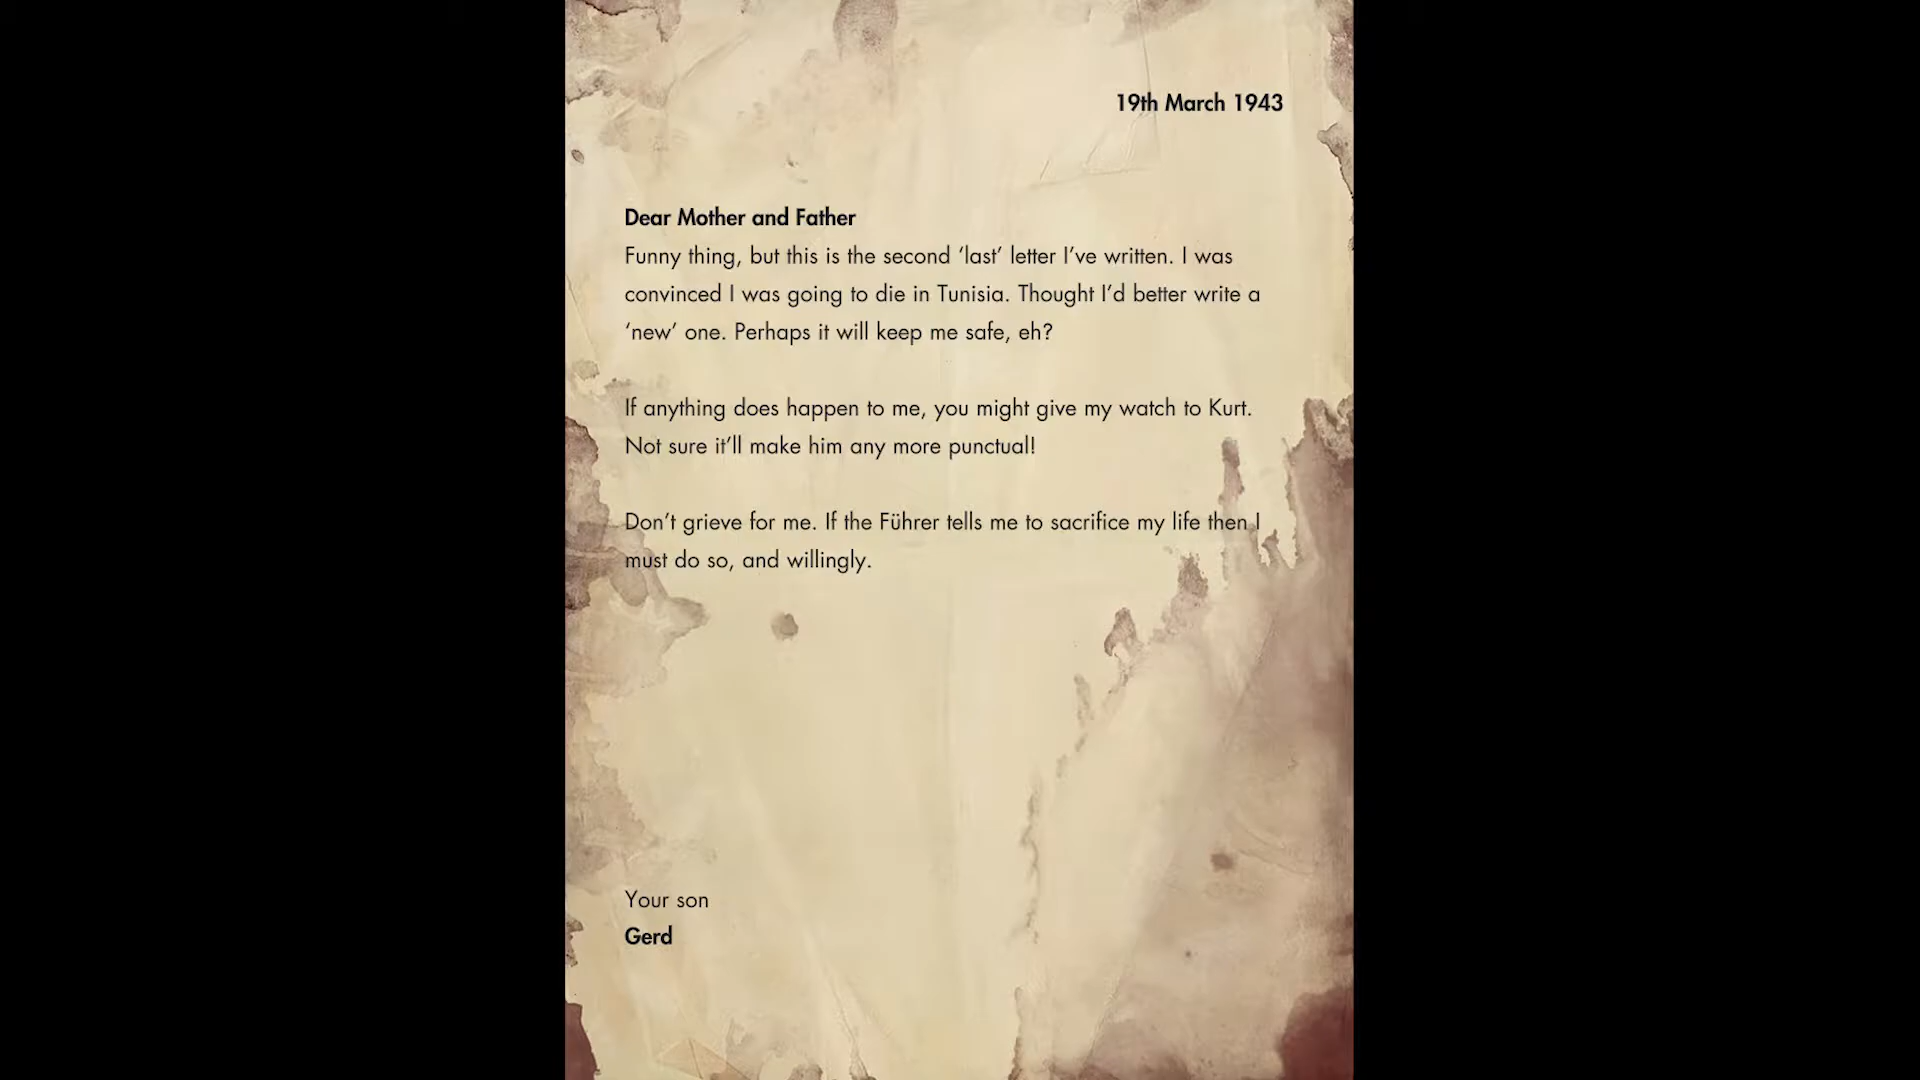 19th March 1943
Dear Mother and Father
Funny thing, but this is the second ‘last’ letter I’ve written. I was
convinced I was going to die in Tunisia. Thought I’d better write a
‘new’ one. Perhaps it will keep me safe, eh?
If anything does happen to me, you might give my watch to Kurt.
Not sure it’ll make him any more punctual!
Don’t grieve for me. If the Führer tells me to sacrifice my life then I
must do so, and willingly.
Your son
Gerd